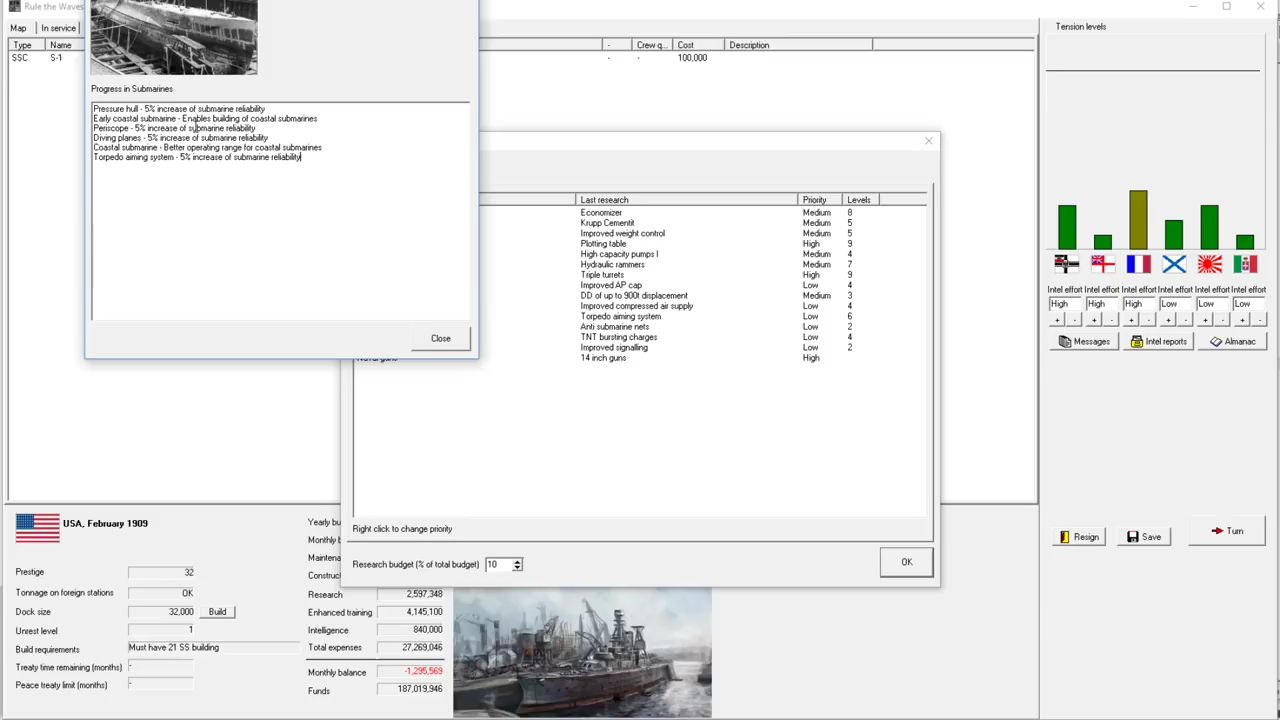 Rule the Waves
Map
In service
Type
Name
-
Crew q...
Cost
Description
SSC
S-1
-
-
100,000
Progress in Submarines
Pressure hull - 5% increase of submarine reliability
Early coastal submarine - Enables building of coastal submarines
Periscope - 5% increase of submarine reliability
Diving planes - 5% increase of submarine reliability
Coastal submarine - Better operating range for coastal submarines
Torpedo aiming system - 5% increase of submarine reliability
Close
Last research
Priority
Levels
Economizer
Medium
8
Krupp Cementit
Medium
5
Improved weight control
Medium
5
Plotting table
High
9
High capacity pumps I
Medium
4
Hydraulic rammers
Medium
7
Triple turrets
High
9
Improved AP cap
Low
4
DD of up to 900t displacement
Medium
3
Improved compressed air supply
Low
4
Torpedo aiming system
Low
6
Anti submarine nets
Low
2
TNT bursting charges
Low
4
Improved signalling
Low
2
14 inch guns
High
Right click to change priority
Research budget (% of total budget)
10
OK
Tension levels
Intel effort
Intel effort
Intel effort
Intel effort
Intel effort
Intel effort
High
High
High
Low
Low
Low
+ - + - + - + - + - + -
Messages
Intel reports
Almanac
Resign
Save
Turn
USA, February 1909
Prestige
32
Tonnage on foreign stations
OK
Dock size
32,000
Build
Unrest level
1
Build requirements
Must have 21 SS building
Treaty time remaining (months)
-
Peace treaty limit (months)
-
Yearly bu
Monthly b
Maintenan
Constructi
Research
2,597,348
Enhanced training
4,145,100
Intelligence
840,000
Total expenses
27,269,046
Monthly balance
-1,295,569
Funds
187,019,946